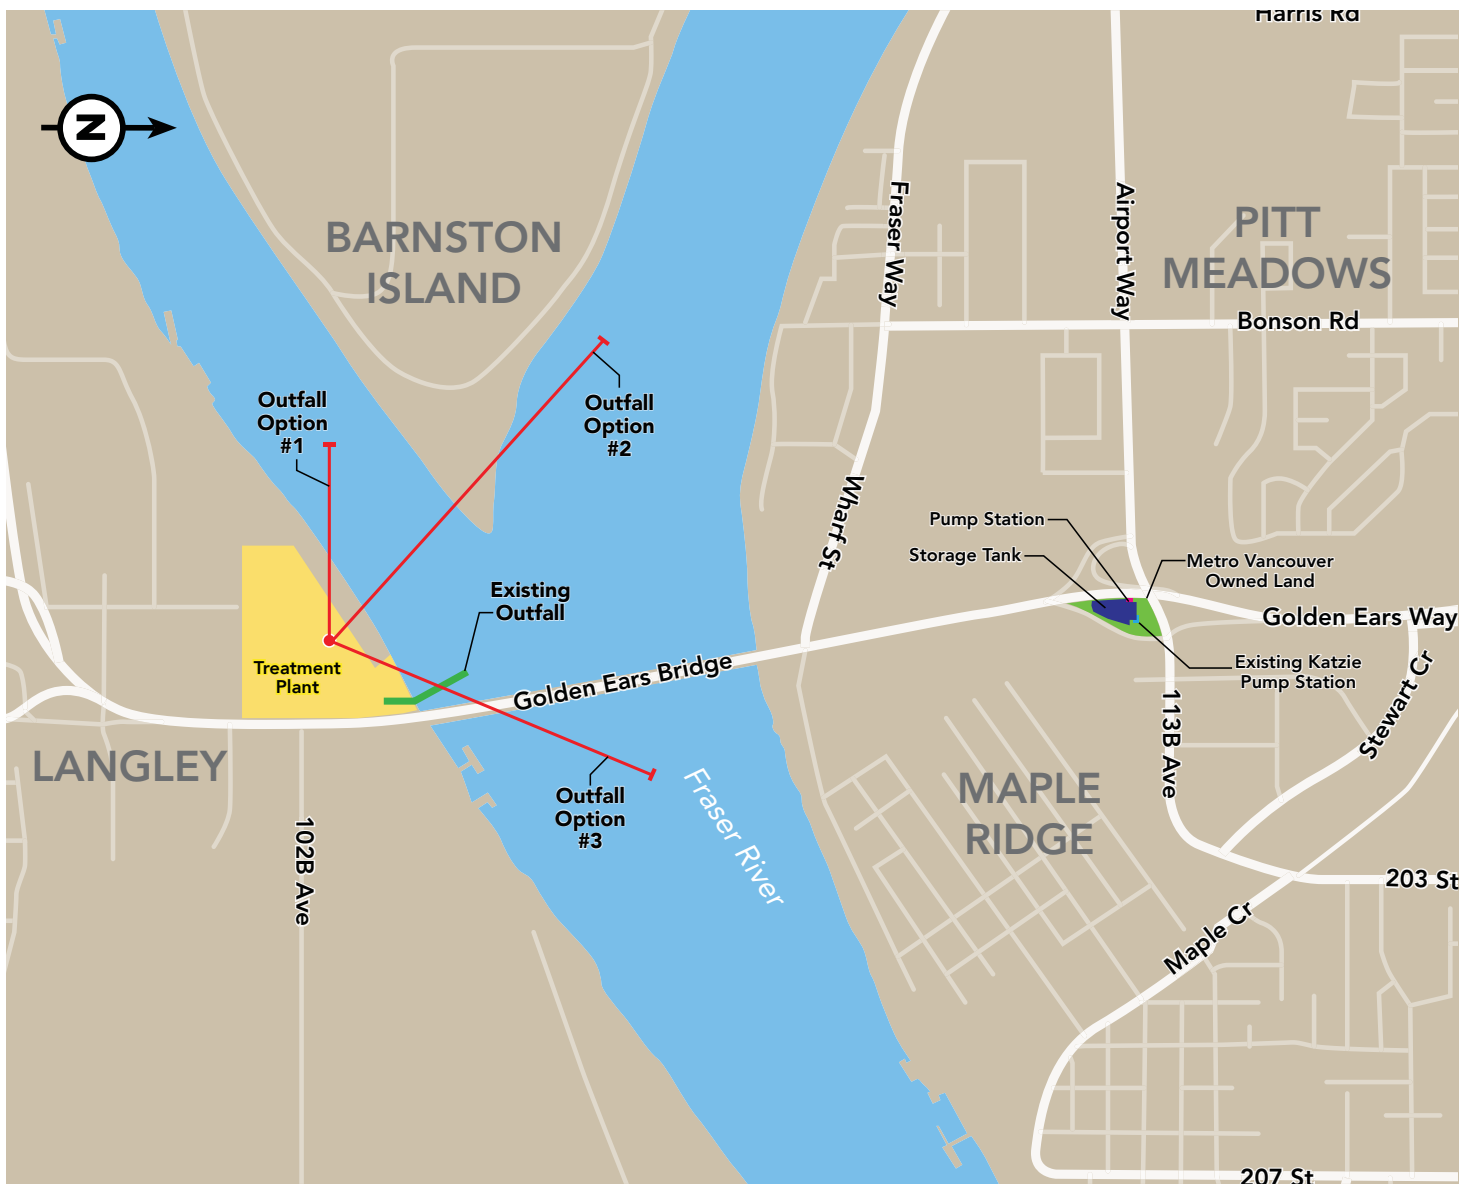 Harris Rd
N
BARNSTON
ISLAND
Fraser Way
Airport Way
PITT
MEADOWS
Bonson Rd
Outfall
Option
#1
Outfall
Option
#2
Wharf St
Pump Station
Storage Tank
Metro Vancouver
Owned Land
Golden Ears Way
Existing
Outfall
Treatment
Plant
Golden Ears Bridge
Existing Katzie
Pump Station
Stewart Cr
113B Ave
LANGLEY
Outfall
Option
#3
Fraser River
MAPLE
RIDGE
102B Ave
203 St
Maple Cr
207 St